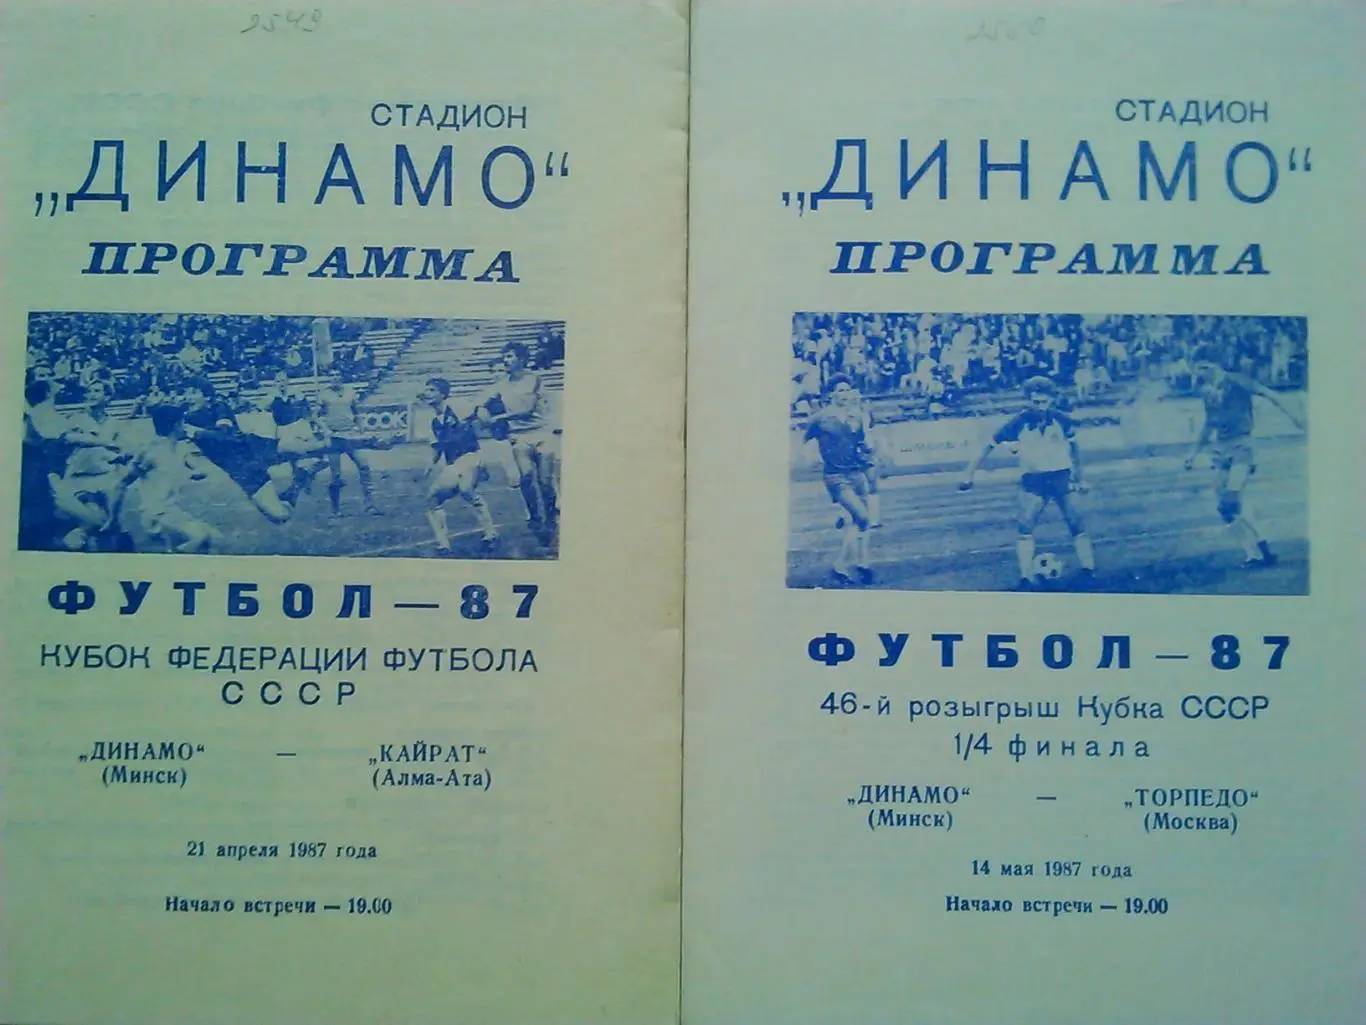 2549
СТАДИОН
„ДИНАМО“
ПРОГРАММА
ФУТБОЛ — 87
КУБОК ФЕДЕРАЦИИ ФУТБОЛА
СССР
„ДИНАМО“ — „КАЙРАТ“
(Минск) (Алма-Ата)
21 апреля 1987 года
Начало встречи — 19.00
СТАДИОН
„ДИНАМО“
ПРОГРАММА
ФУТБОЛ — 87
46-й розыгрыш Кубка СССР
1/4 финала
„ДИНАМО“ — „ТОРПЕДО“
(Минск) (Москва)
14 мая 1987 года
Начало встречи — 19.00